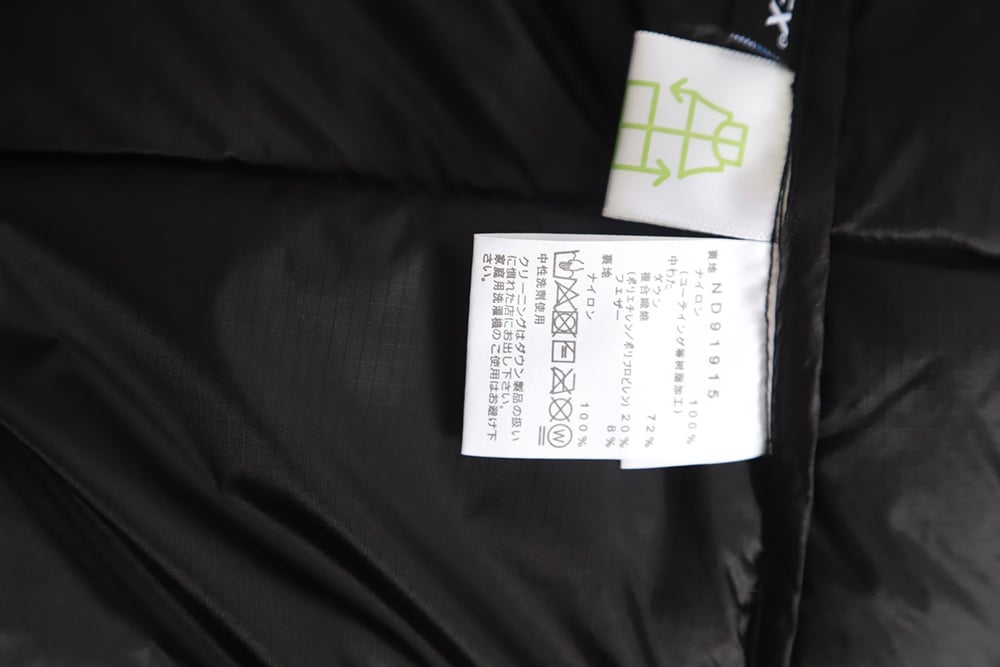 ND91915
表地
ナイロン 100%
(コーティング等樹脂加工)
中わた
ダウン 72%
複合繊維
(ポリエチレン/ポリプロピレン) 20%
フェザー 8%
裏地
ナイロン 100%
W
中性洗剤使用
クリーニングはダウン製品の扱い
に慣れた店にお出し下さい。
家庭用洗濯機のご使用はお避け下
さい。